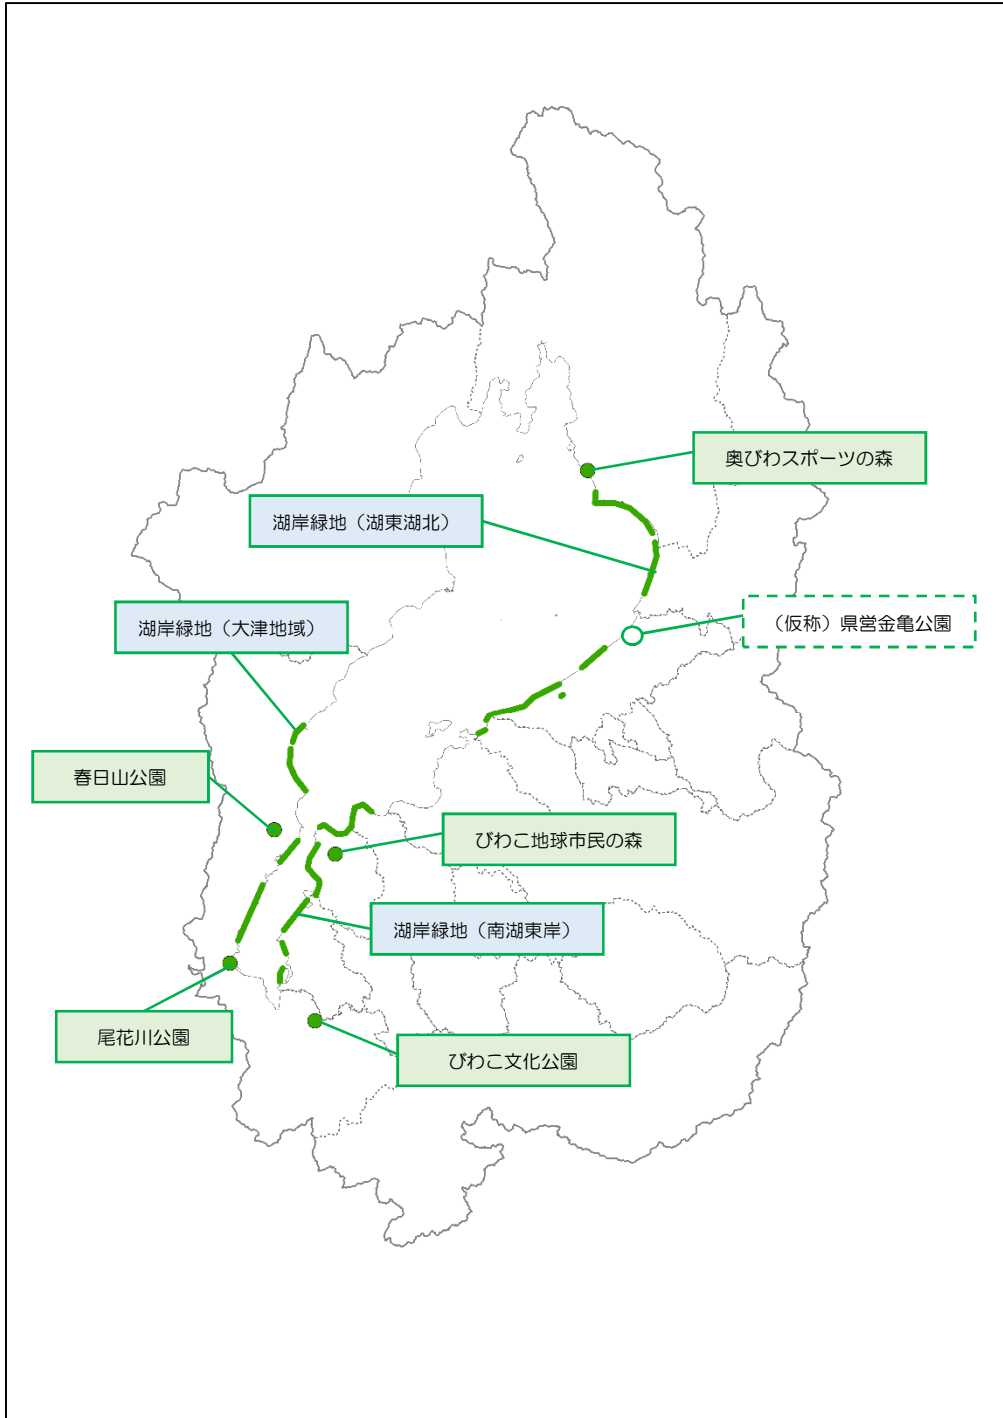 奥びわスポーツの森
湖岸緑地（湖東湖北）
湖岸緑地（大津地域）
（仮称）県営金亀公園
春日山公園
びわこ地球市民の森
湖岸緑地（南湖東岸）
尾花川公園
びわこ文化公園